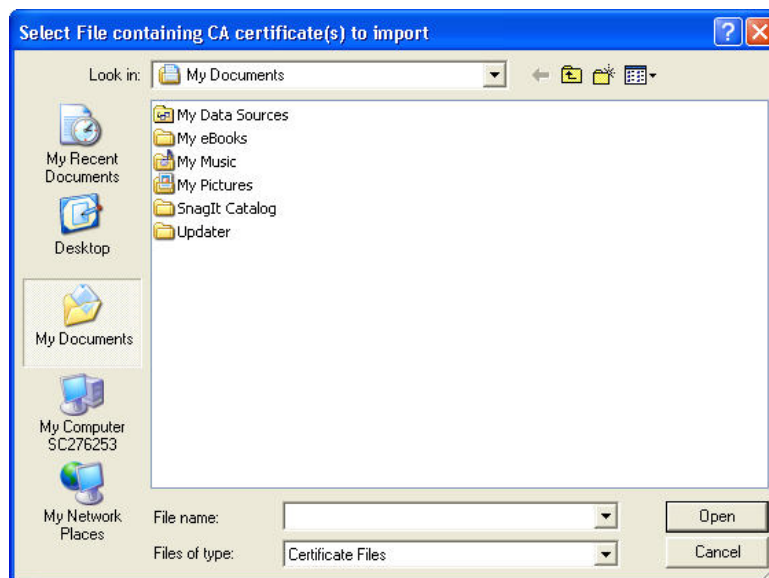 Select File containing CA certificate(s) to import
Look in:
My Documents
My Recent
Documents
Desktop
My Documents
My Computer
SC276253
My Network
Places
My Data Sources
My eBooks
My Music
My Pictures
SnagIt Catalog
Updater
File name:
Open
Files of type:
Certificate Files
Cancel